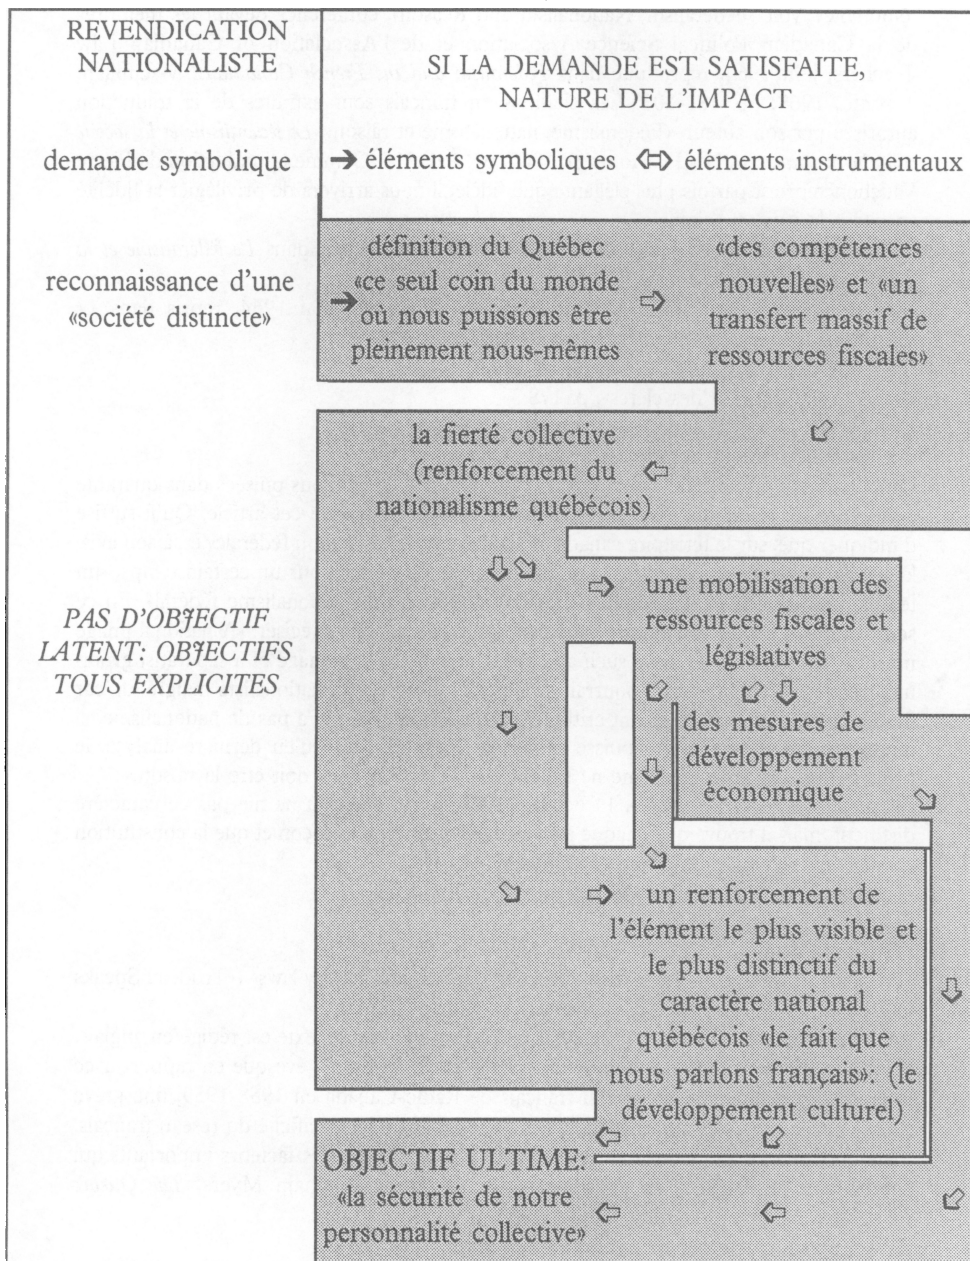 REVENDICATION
NATIONALISTE
SI LA DEMANDE EST SATISFAITE,
NATURE DE L'IMPACT
demande symbolique → éléments symboliques ⇔ éléments instrumentaux
reconnaissance d'une
«société distincte»
définition du Québec
«ce seul coin du monde
où nous puissions être
pleinement nous-mêmes
«des compétences
nouvelles» et «un
transfert massif de
ressources fiscales»
la fierté collective
(renforcement du
nationalisme québécois)
une mobilisation des
ressources fiscales et
législatives
PAS D'OBJECTIF
LATENT: OBJECTIFS
TOUS EXPLICITES
des mesures de
développement
économique
un renforcement de
l'élément le plus visible et
le plus distinctif du
caractère national
québécois «le fait que
nous parlons français»: (le
développement culturel)
OBJECTIF ULTIME:
«la sécurité de notre
personnalité collective»